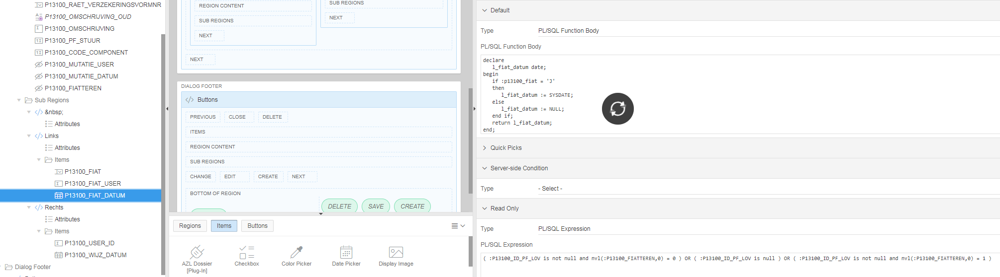 P13100_RAET_VERZEKERINGSVORMNR
P13100_OMSCHRIJVING_OUD
P13100_OMSCHRIJVING
P13100_PF_STUUR
P13100_CODE_COMPONENT
P13100_MUTATIE_USER
P13100_MUTATIE_DATUM
P13100_FIATTEREN
Sub Regions
&nbsp;
Attributes
Links
Attributes
Items
P13100_FIAT
P13100_FIAT_USER
P13100_FIAT_DATUM
Rechts
Attributes
Items
P13100_USER_ID
P13100_WIJZ_DATUM
Dialog Footer
REGION CONTENT
SUB REGIONS
NEXT
SUB REGIONS
NEXT
NEXT
DIALOG FOOTER
Buttons
PREVIOUS CLOSE DELETE
ITEMS
REGION CONTENT
SUB REGIONS
CHANGE EDIT CREATE NEXT
BOTTOM OF REGION
DELETE SAVE CREATE
Regions Items Buttons
AZL Dossier
[Plug-In]
Checkbox
Color Picker
Date Picker
Display Image
Default
Type PL/SQL Function Body
PL/SQL Function Body
declare
l_fiat_datum date;
begin
if :p13100_fiat = 'J'
then
l_fiat_datum := SYSDATE;
else
l_fiat_datum := NULL;
end if;
return l_fiat_datum;
end;
Quick Picks
Server-side Condition
Type - Select -
Read Only
Type PL/SQL Expression
PL/SQL Expression
( :P13100_ID_PF_LOV is not null and nvl(:P13100_FIATTEREN,0) = 0 ) OR ( :P13100_ID_PF_LOV is null ) OR ( :P13100_ID_PF_LOV is not null and nvl(:P13100_FIATTEREN,0) = 1 )